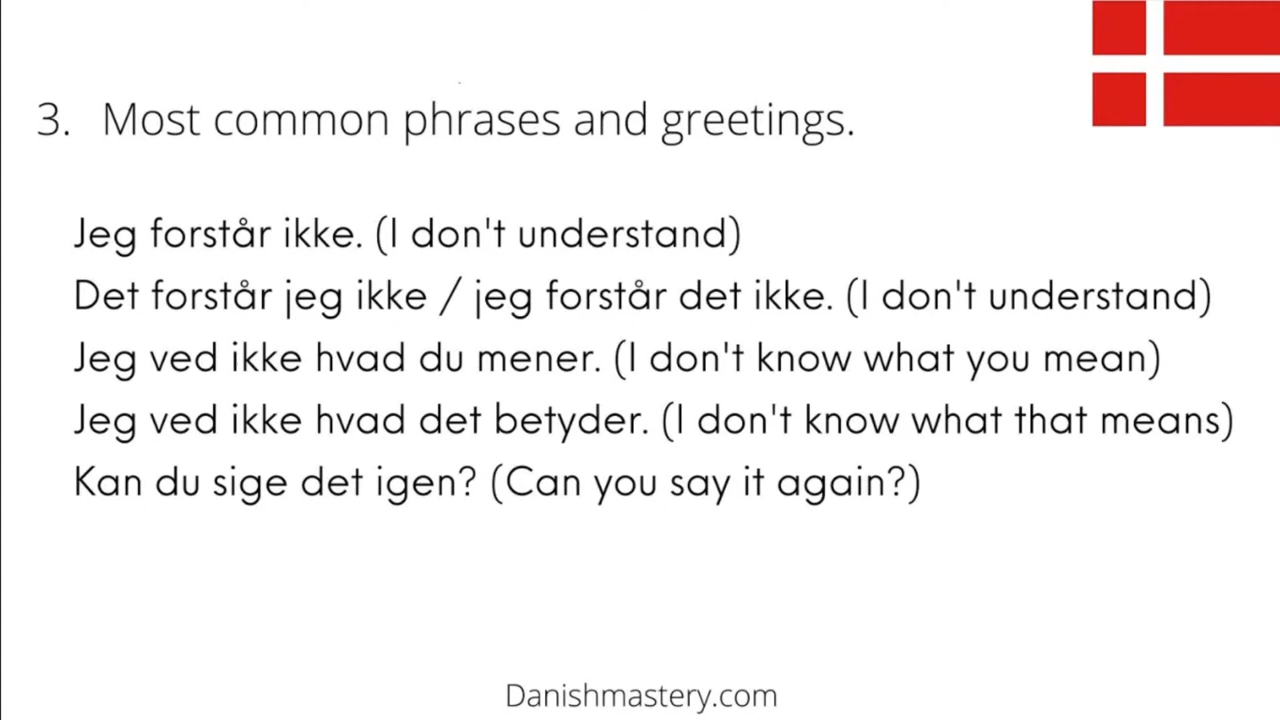 3. Most common phrases and greetings.
Jeg forstår ikke. (I don't understand)
Det forstår jeg ikke / jeg forstår det ikke. (I don't understand)
Jeg ved ikke hvad du mener. (I don't know what you mean)
Jeg ved ikke hvad det betyder. (I don't know what that means)
Kan du sige det igen? (Can you say it again?)
Danishmastery.com